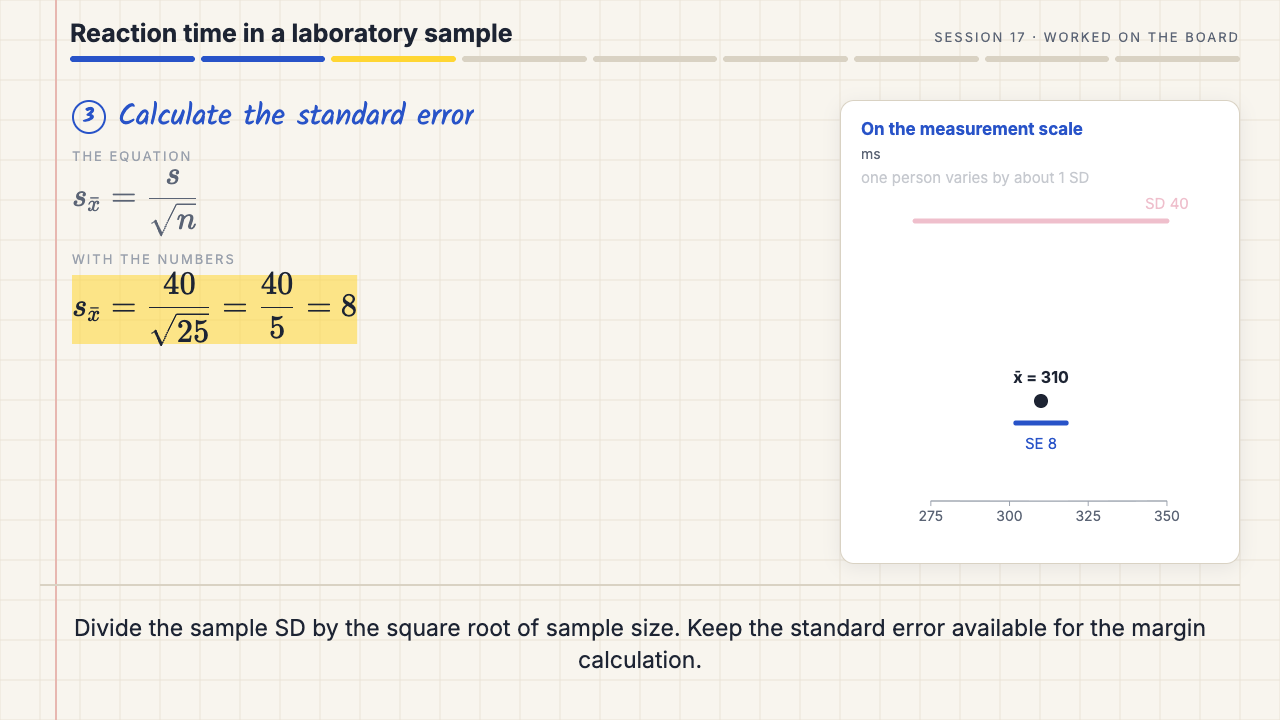 Reaction time in a laboratory sample
SESSION 17 · WORKED ON THE BOARD
3 Calculate the standard error
THE EQUATION
s_x̄ = s / √n
WITH THE NUMBERS
s_x̄ = 40 / √25 = 40 / 5 = 8
On the measurement scale
ms
one person varies by about 1 SD
SD 40
x̄ = 310
SE 8
275 300 325 350
Divide the sample SD by the square root of sample size. Keep the standard error available for the margin
calculation.